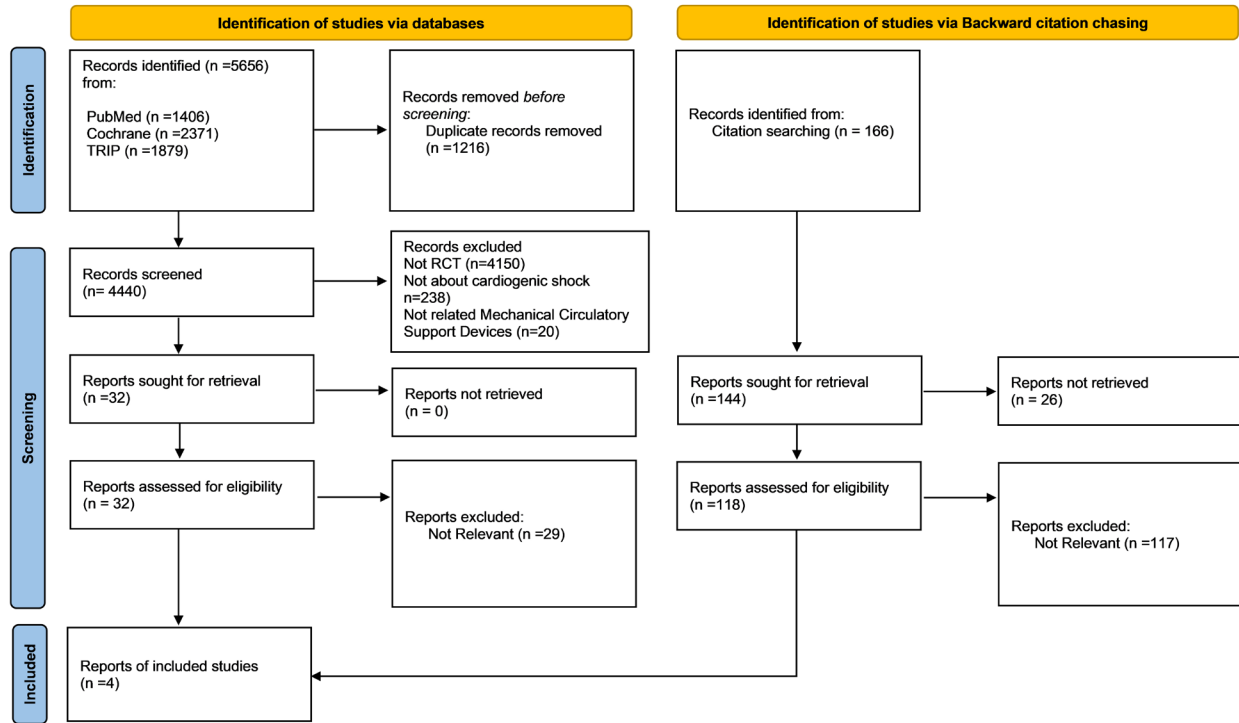 Identification of studies via databases
Identification of studies via Backward citation chasing
Identification
Records identified (n =5656)
from:
PubMed (n =1406)
Cochrane (n =2371)
TRIP (n =1879)
Records removed before
screening:
Duplicate records removed
(n =1216)
Records identified from:
Citation searching (n = 166)
Screening
Records screened
(n= 4440)
Records excluded
Not RCT (n=4150)
Not about cardiogenic shock
n=238)
Not related Mechanical Circulatory
Support Devices (n=20)
Reports sought for retrieval
(n =32)
Reports not retrieved
(n = 0)
Reports sought for retrieval
(n =144)
Reports not retrieved
(n = 26)
Reports assessed for eligibility
(n = 32)
Reports excluded:
Not Relevant (n =29)
Reports assessed for eligibility
(n =118)
Reports excluded:
Not Relevant (n =117)
Included
Reports of included studies
(n =4)